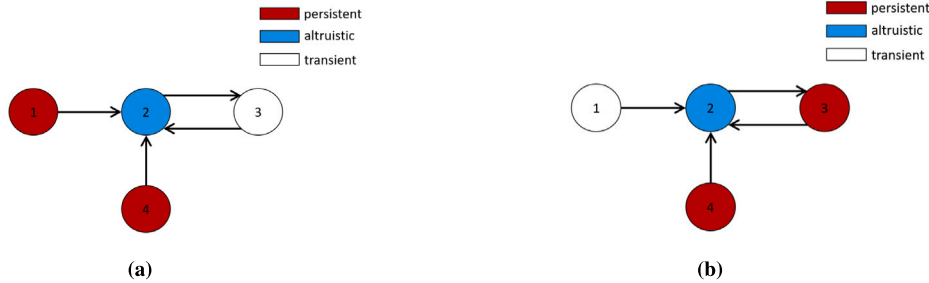 persistent
altruistic
transient
1
2
3
4
(a)
persistent
altruistic
transient
1
2
3
4
(b)